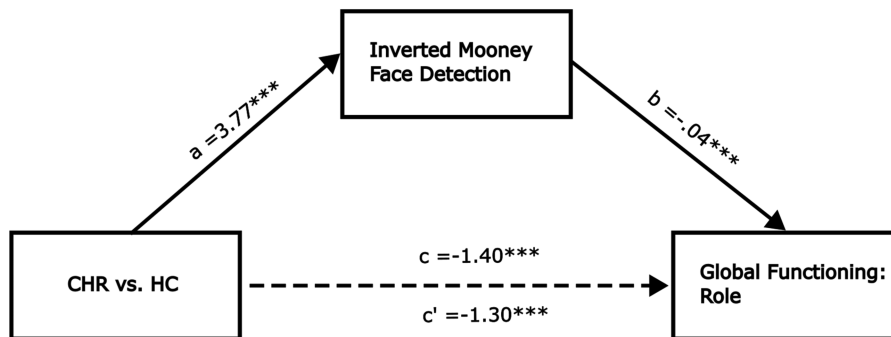 Inverted Mooney
Face Detection
a =3.77***
b =-.04***
CHR vs. HC
c =-1.40***
c' =-1.30***
Global Functioning:
Role